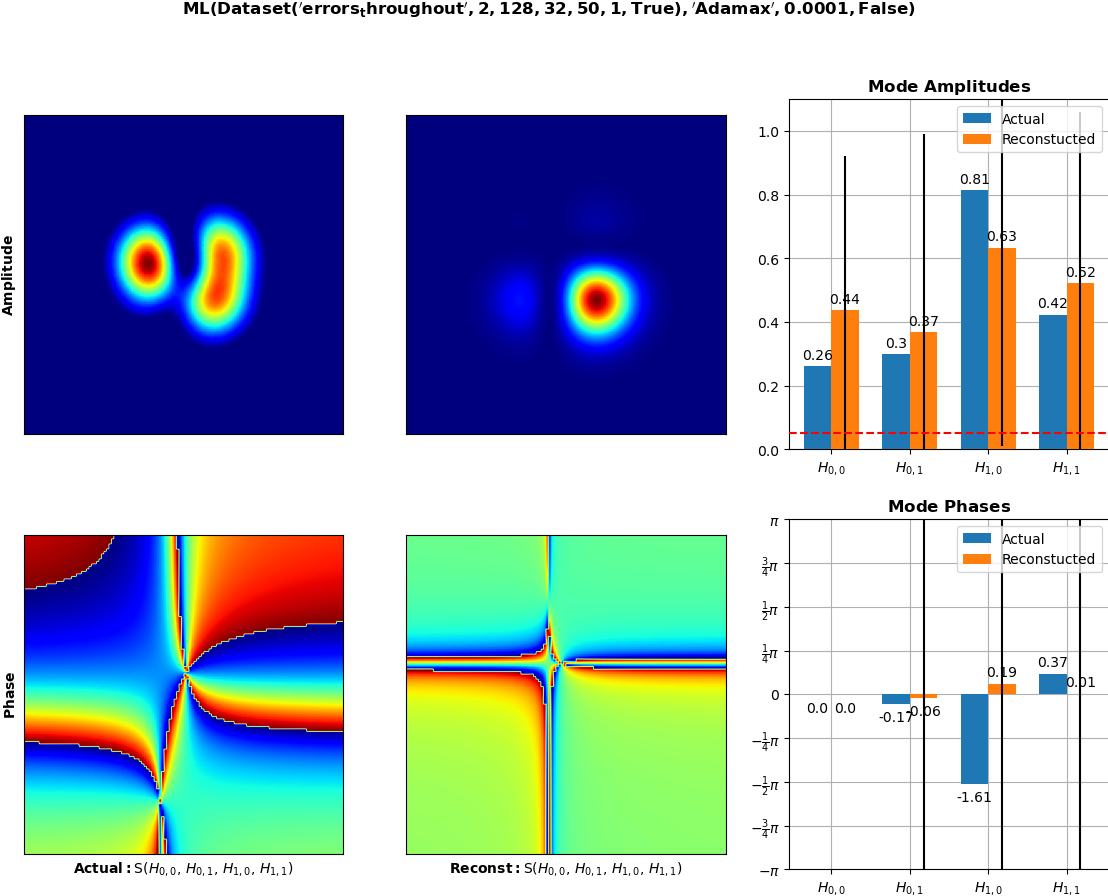 ML(Dataset('errors_throughout', 2, 128, 32, 50, 1, True), 'Adamax', 0.0001, False)
Mode Amplitudes
Actual
Reconstucted
1.0
0.8
0.6
0.4
0.2
0.0
0.26
0.44
0.3
0.37
0.81
0.63
0.42
0.52
H0,0
H0,1
H1,0
H1,1
Amplitude
Mode Phases
Actual
Reconstucted
π
3/4π
1/2π
1/4π
0
−1/4π
−1/2π
−3/4π
−π
0.0
0.0
-0.17
-0.06
-1.61
0.19
0.37
0.01
H0,0
H0,1
H1,0
H1,1
Phase
Actual: S(H0,0, H0,1, H1,0, H1,1)
Reconst: S(H0,0, H0,1, H1,0, H1,1)